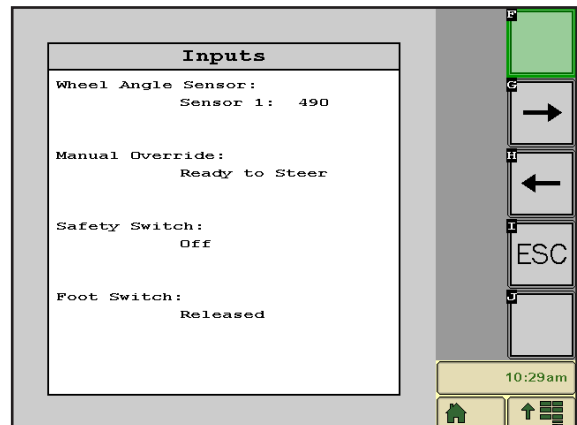 Inputs
Wheel Angle Sensor:
Sensor 1: 490
Manual Override:
Ready to Steer
Safety Switch:
Off
Foot Switch:
Released
F
G
H
I
ESC
J
10:29am